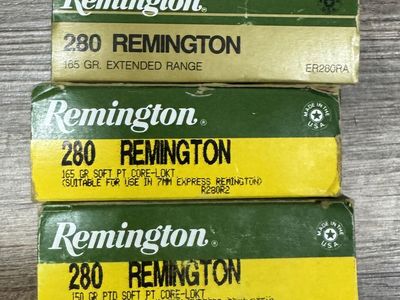 Remington®
280 REMINGTON
165 GR. EXTENDED RANGE ER280RA
Remington®
MADE IN THE U.S.A.
280 REMINGTON
165 GR SOFT PT CORE-LOKT
(SUITABLE FOR USE IN 7MM EXPRESS REMINGTON)
R280R2
Remington®
MADE IN THE U.S.A.
280 REMINGTON
150 GR PTD SOFT PT CORE-LOKT